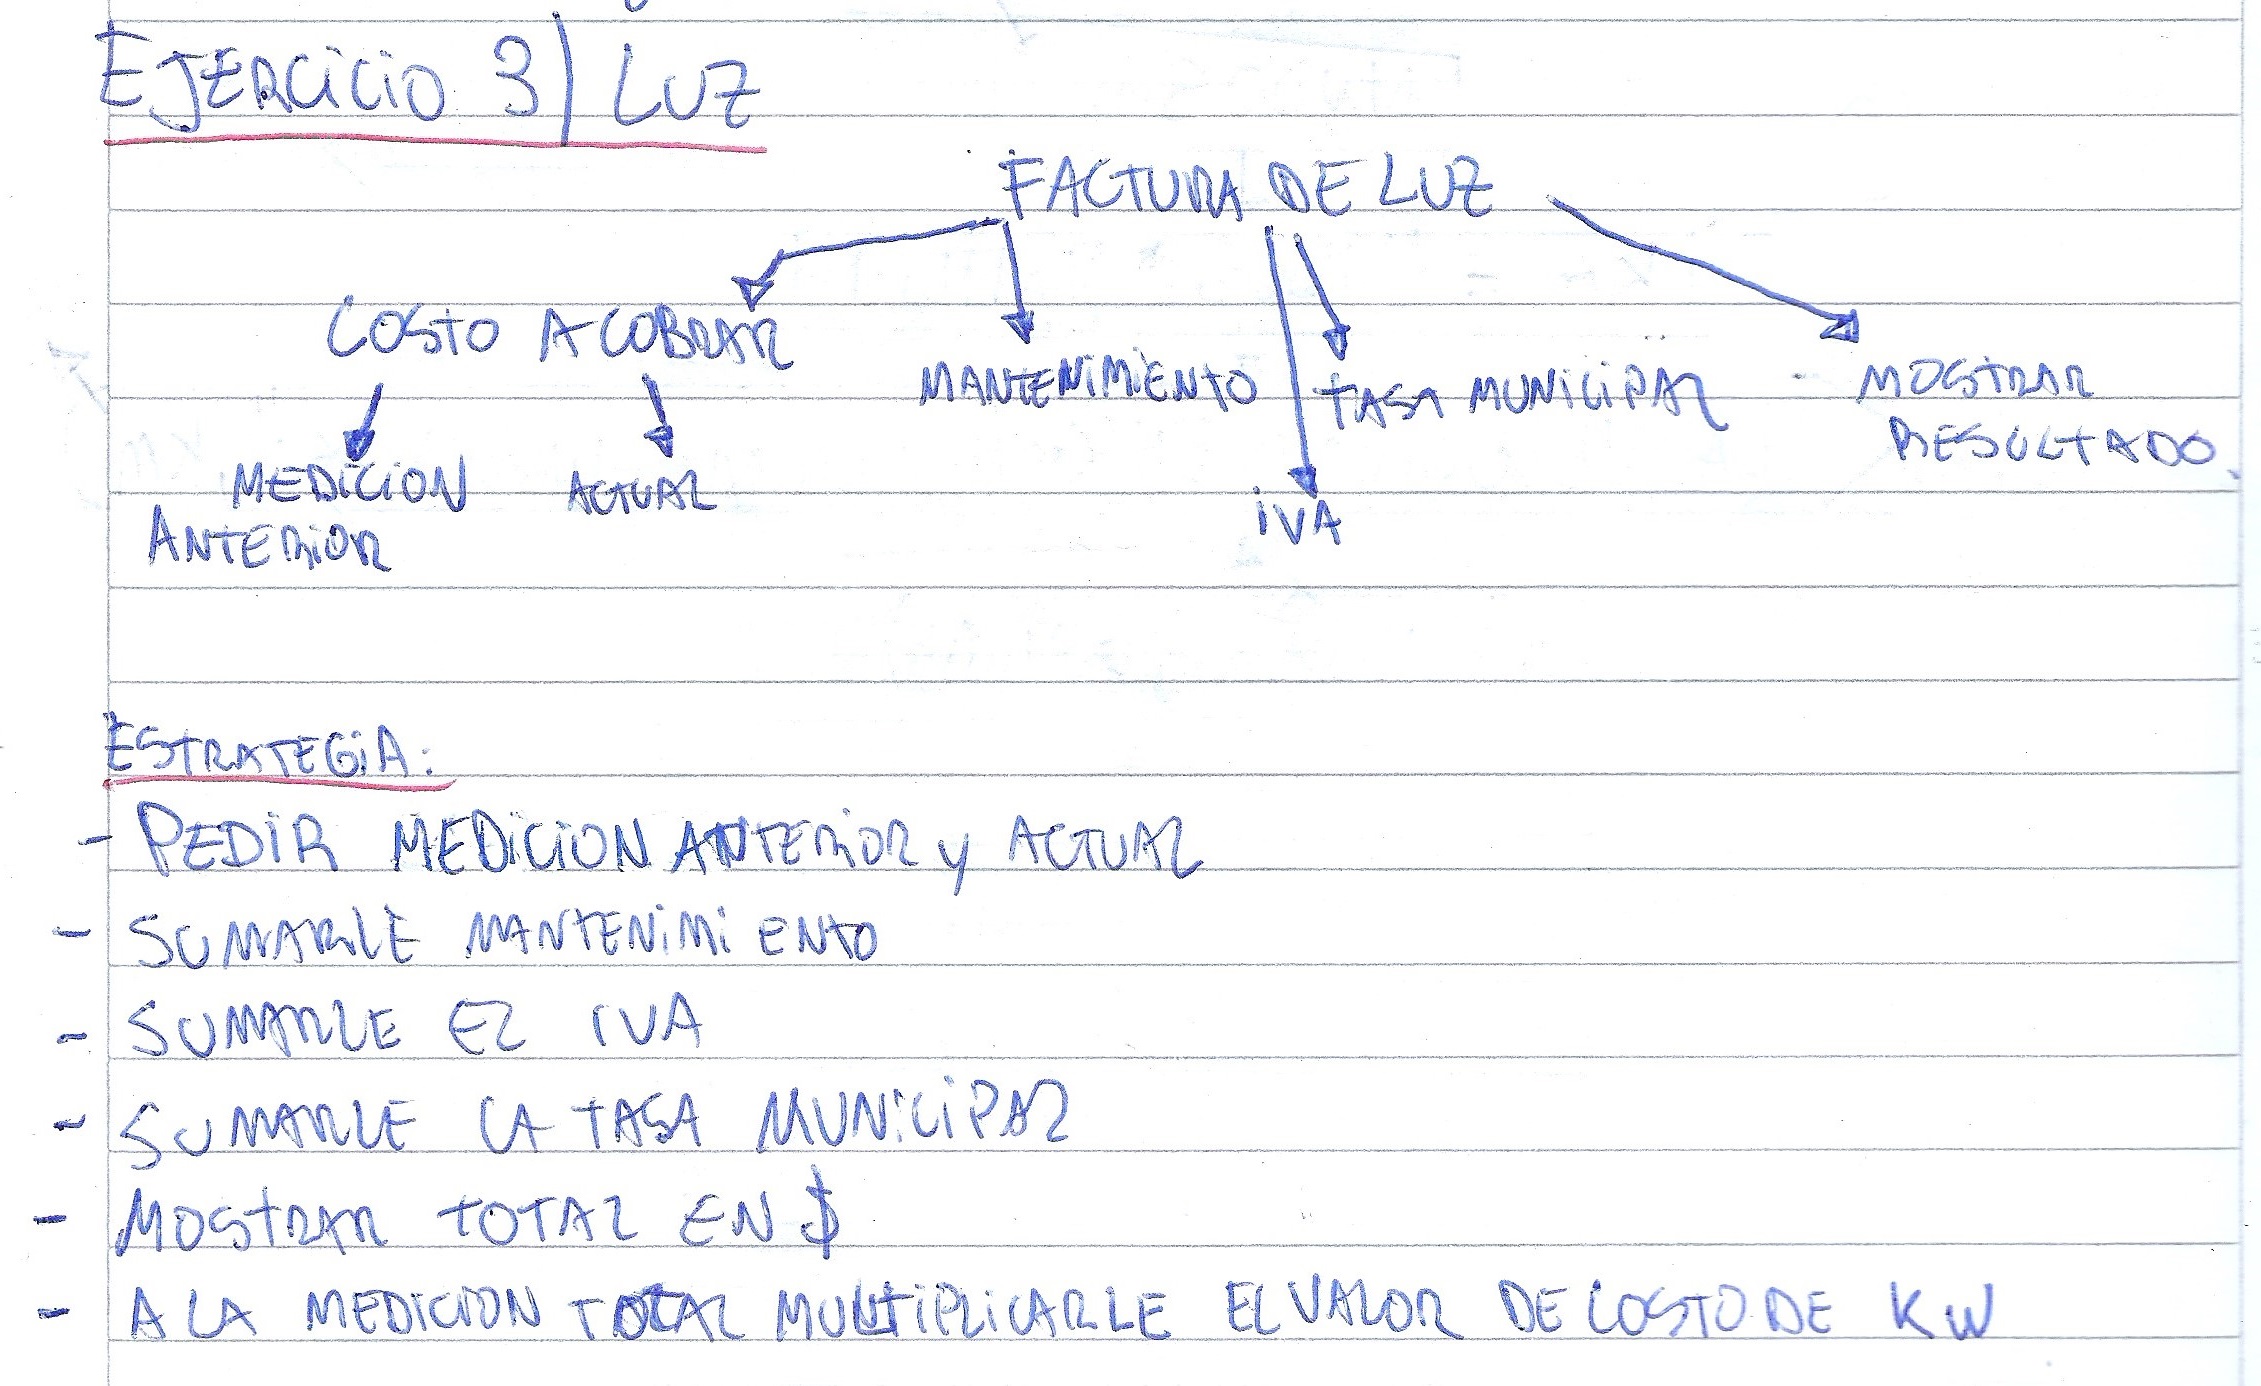 EJERCICIO 3) LUZ
FACTURA DE LUZ
COSTO A COBRAR
MANTENIMIENTO
TASA MUNICIPAL
MOSTRAR
RESULTADO.
MEDICION
ANTERIOR
ACTUAL
IVA
ESTRATEGIA:
- PEDIR MEDICION ANTERIOR y ACTUAL
- SUMARLE MANTENIMIENTO
- SUMARLE EL IVA
- SUMARLE LA TASA MUNICIPAL
- MOSTRAR TOTAL EN $
- A LA MEDICION TOTAL MULTIPLICARLE EL VALOR DE COSTO DE KW